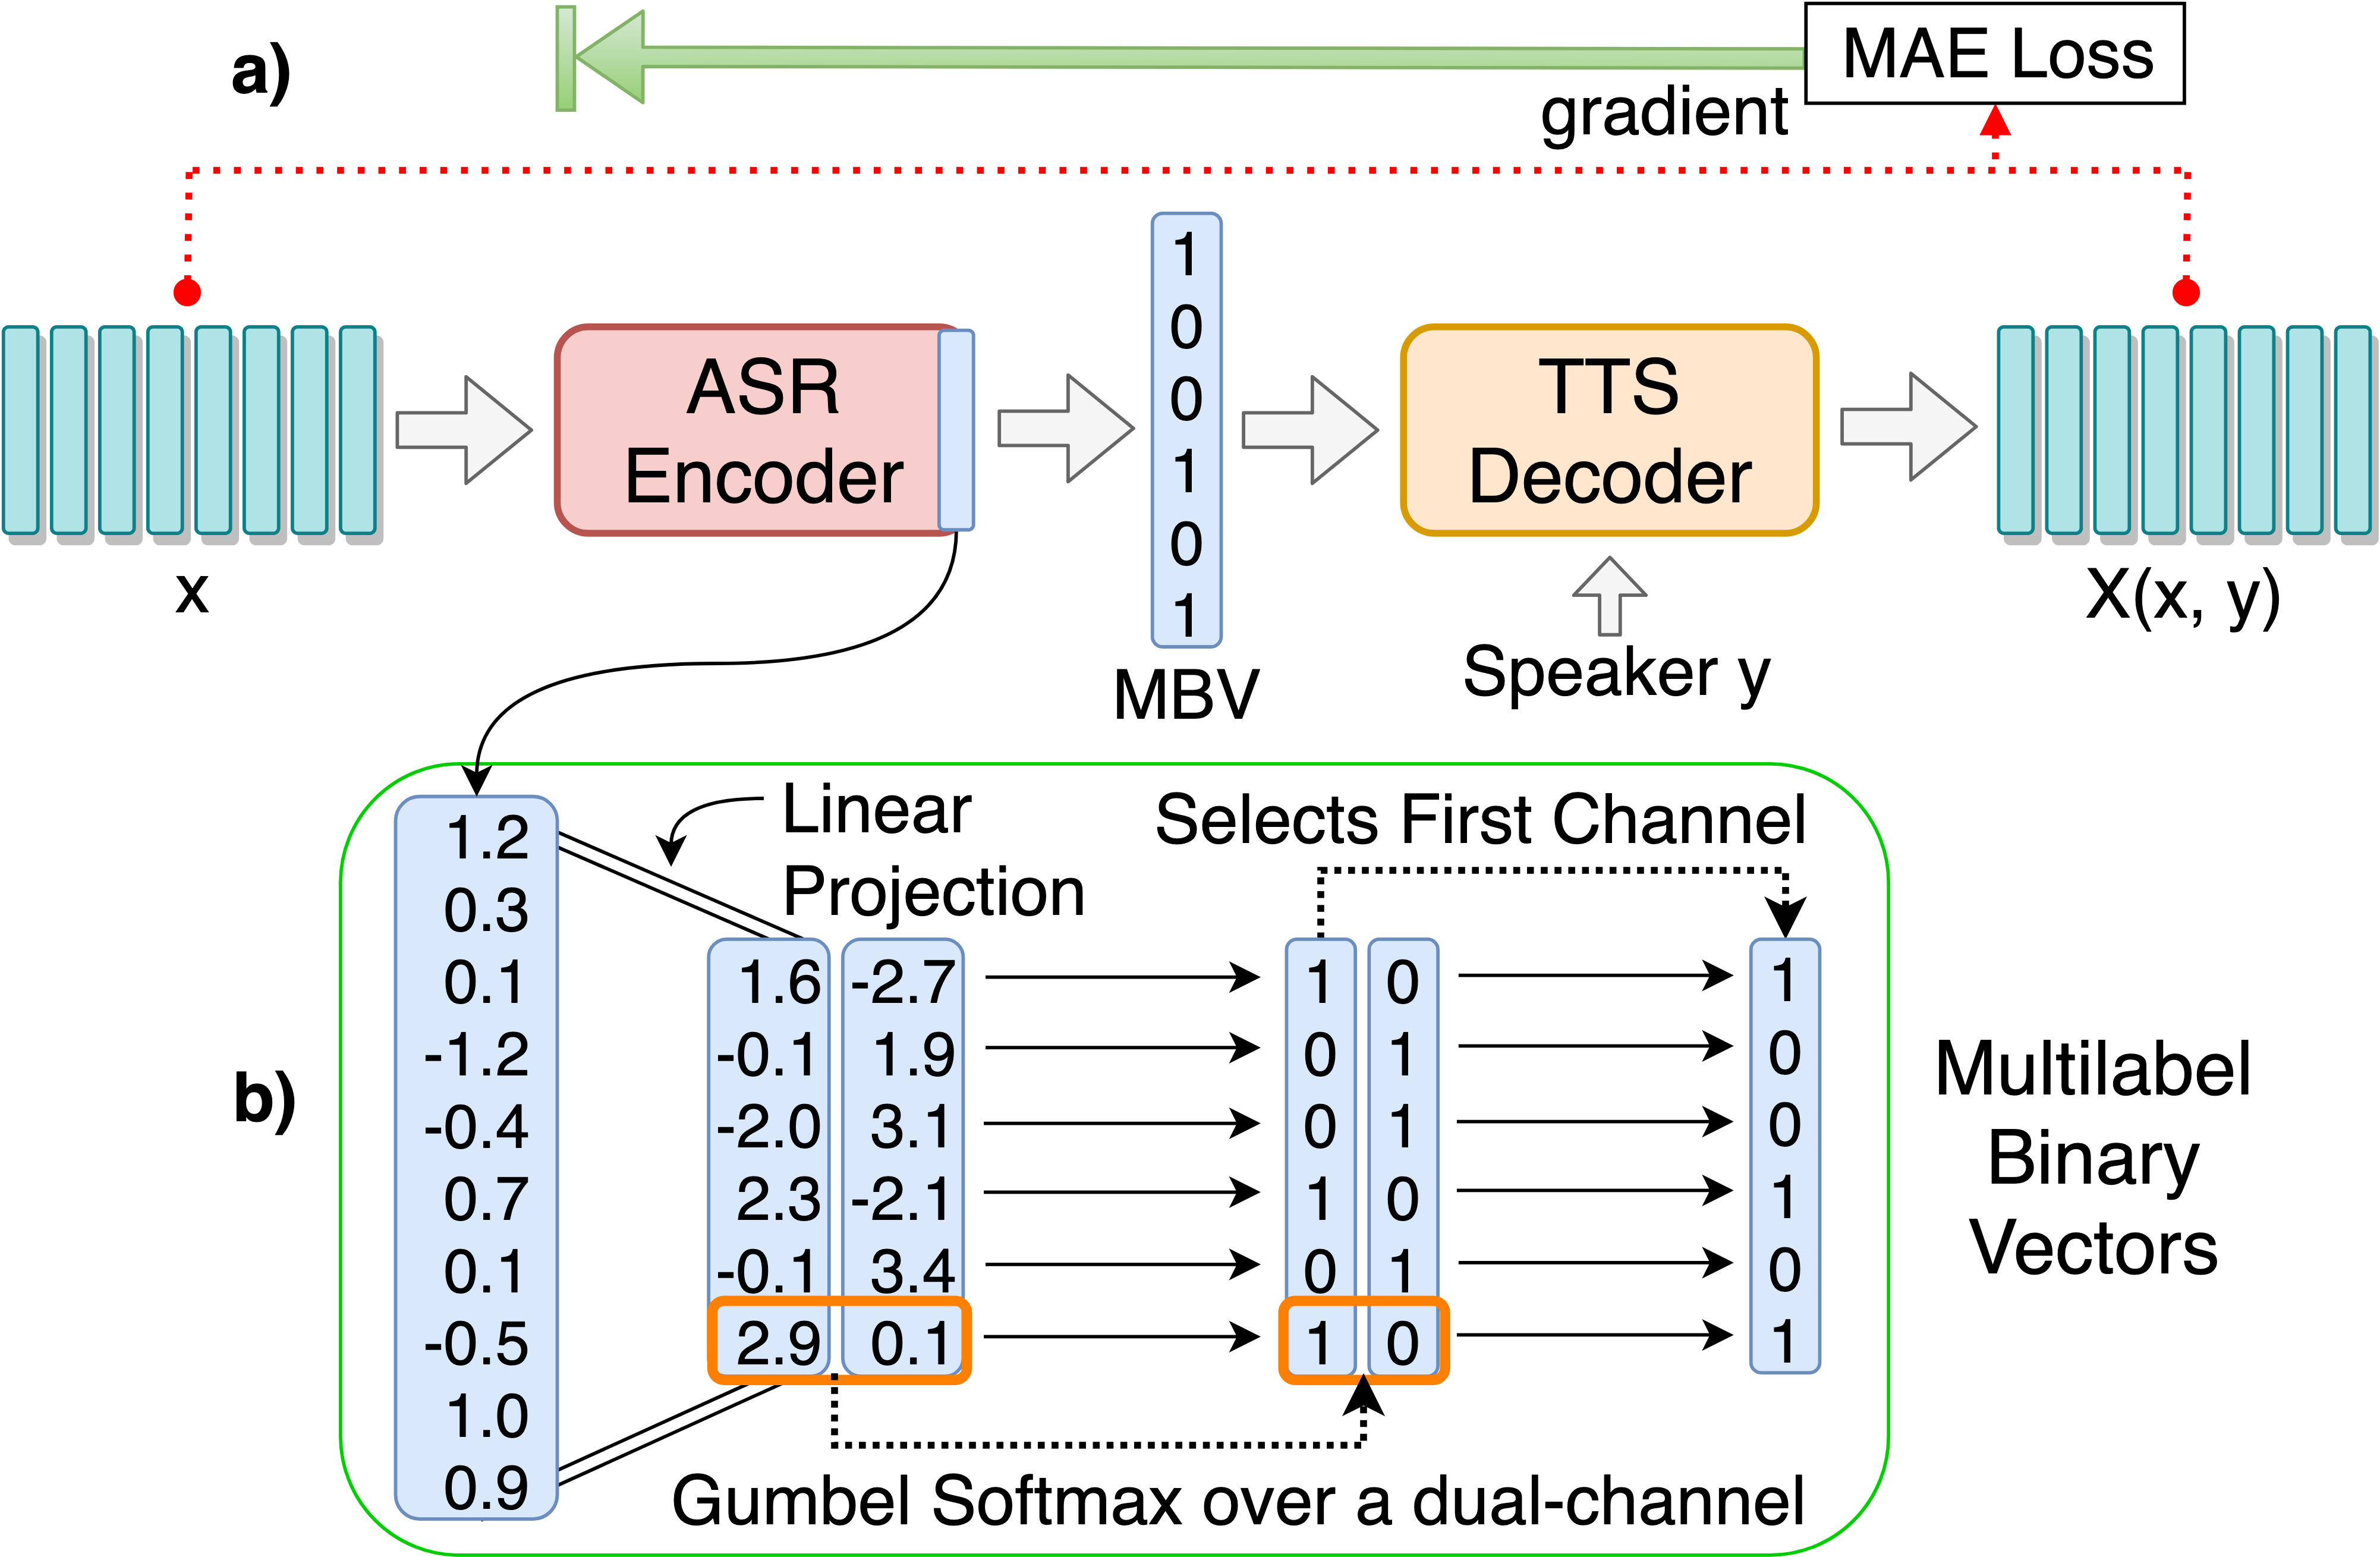 a)
MAE Loss
gradient
ASR
Encoder
1
0
0
1
0
1
MBV
TTS
Decoder
x
X(x, y)
Speaker y
b)
1.2
0.3
0.1
-1.2
-0.4
0.7
0.1
-0.5
1.0
0.9
Linear
Projection
Selects First Channel
1.6 -2.7 1 0 1
-0.1 1.9 0 1 0
-2.0 3.1 0 1 0
2.3 -2.1 1 0 1
-0.1 3.4 0 1 0
2.9 0.1 1 0 1
Gumbel Softmax over a dual-channel
Multilabel
Binary
Vectors